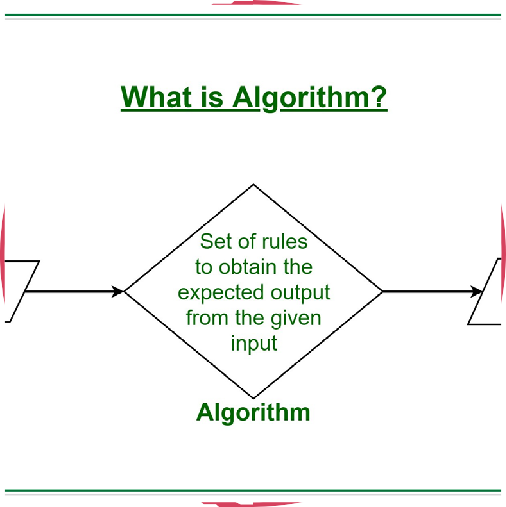 What is Algorithm?
Set of rules
to obtain the
expected output
from the given
input
Algorithm